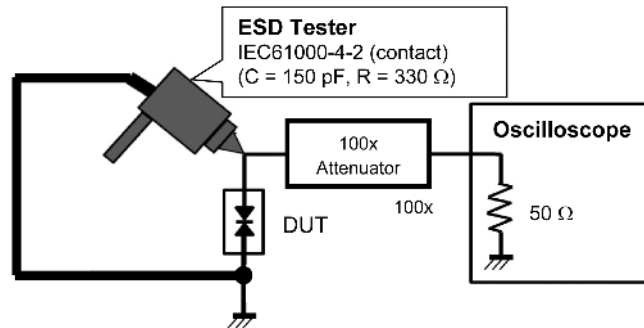 ESD Tester
IEC61000-4-2 (contact)
(C = 150 pF, R = 330 Ω)
100x
Attenuator
100x
Oscilloscope
50 Ω
DUT